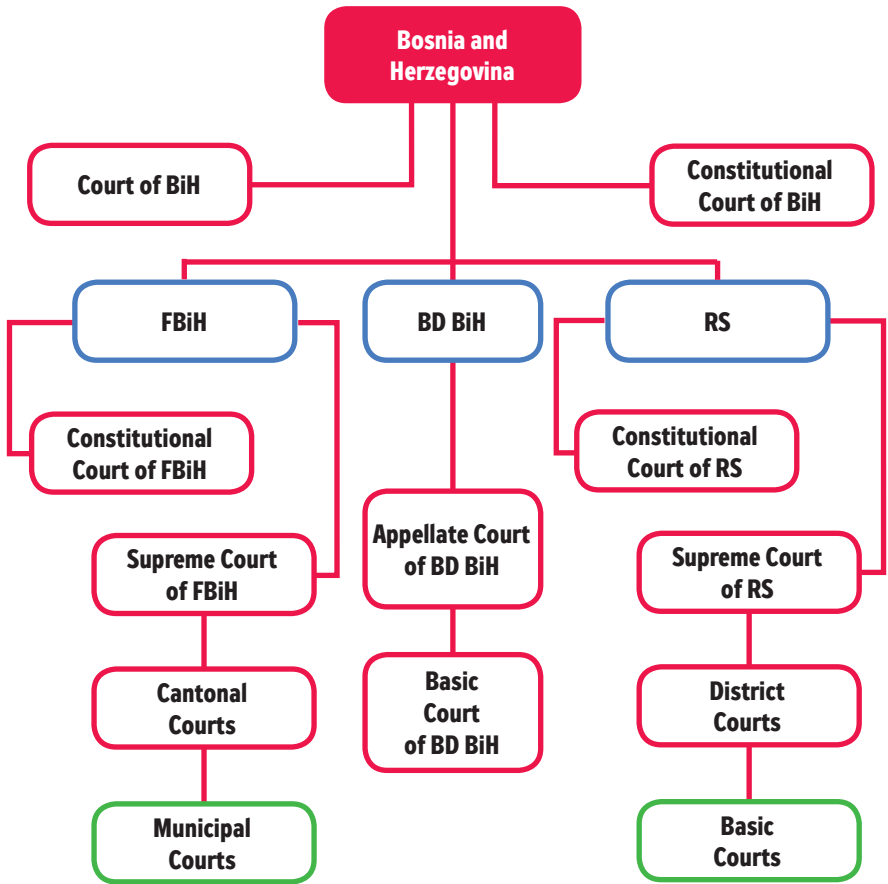 Bosnia and
Herzegovina
Court of BiH
Constitutional
Court of BiH
FBiH
BD BiH
RS
Constitutional
Court of FBiH
Constitutional
Court of RS
Appellate Court
of BD BiH
Supreme Court
of FBiH
Supreme Court
of RS
Cantonal
Courts
Basic
Court
of BD BiH
District
Courts
Municipal
Courts
Basic
Courts